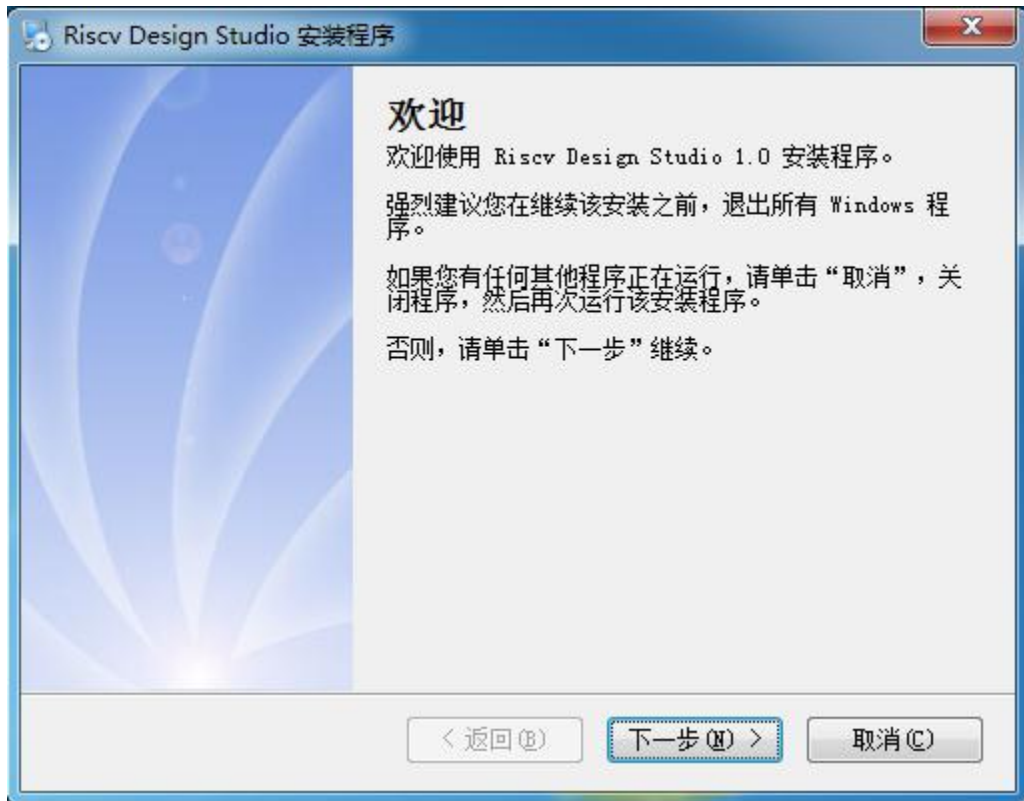 Riscv Design Studio 安装程序
欢迎
欢迎使用 Riscv Design Studio 1.0 安装程序。
强烈建议您在继续该安装之前，退出所有 Windows 程
序。
如果您有任何其他程序正在运行，请单击“取消”，关
闭程序，然后再次运行该安装程序。
否则，请单击“下一步”继续。
< 返回(B)
下一步(N) >
取消(C)